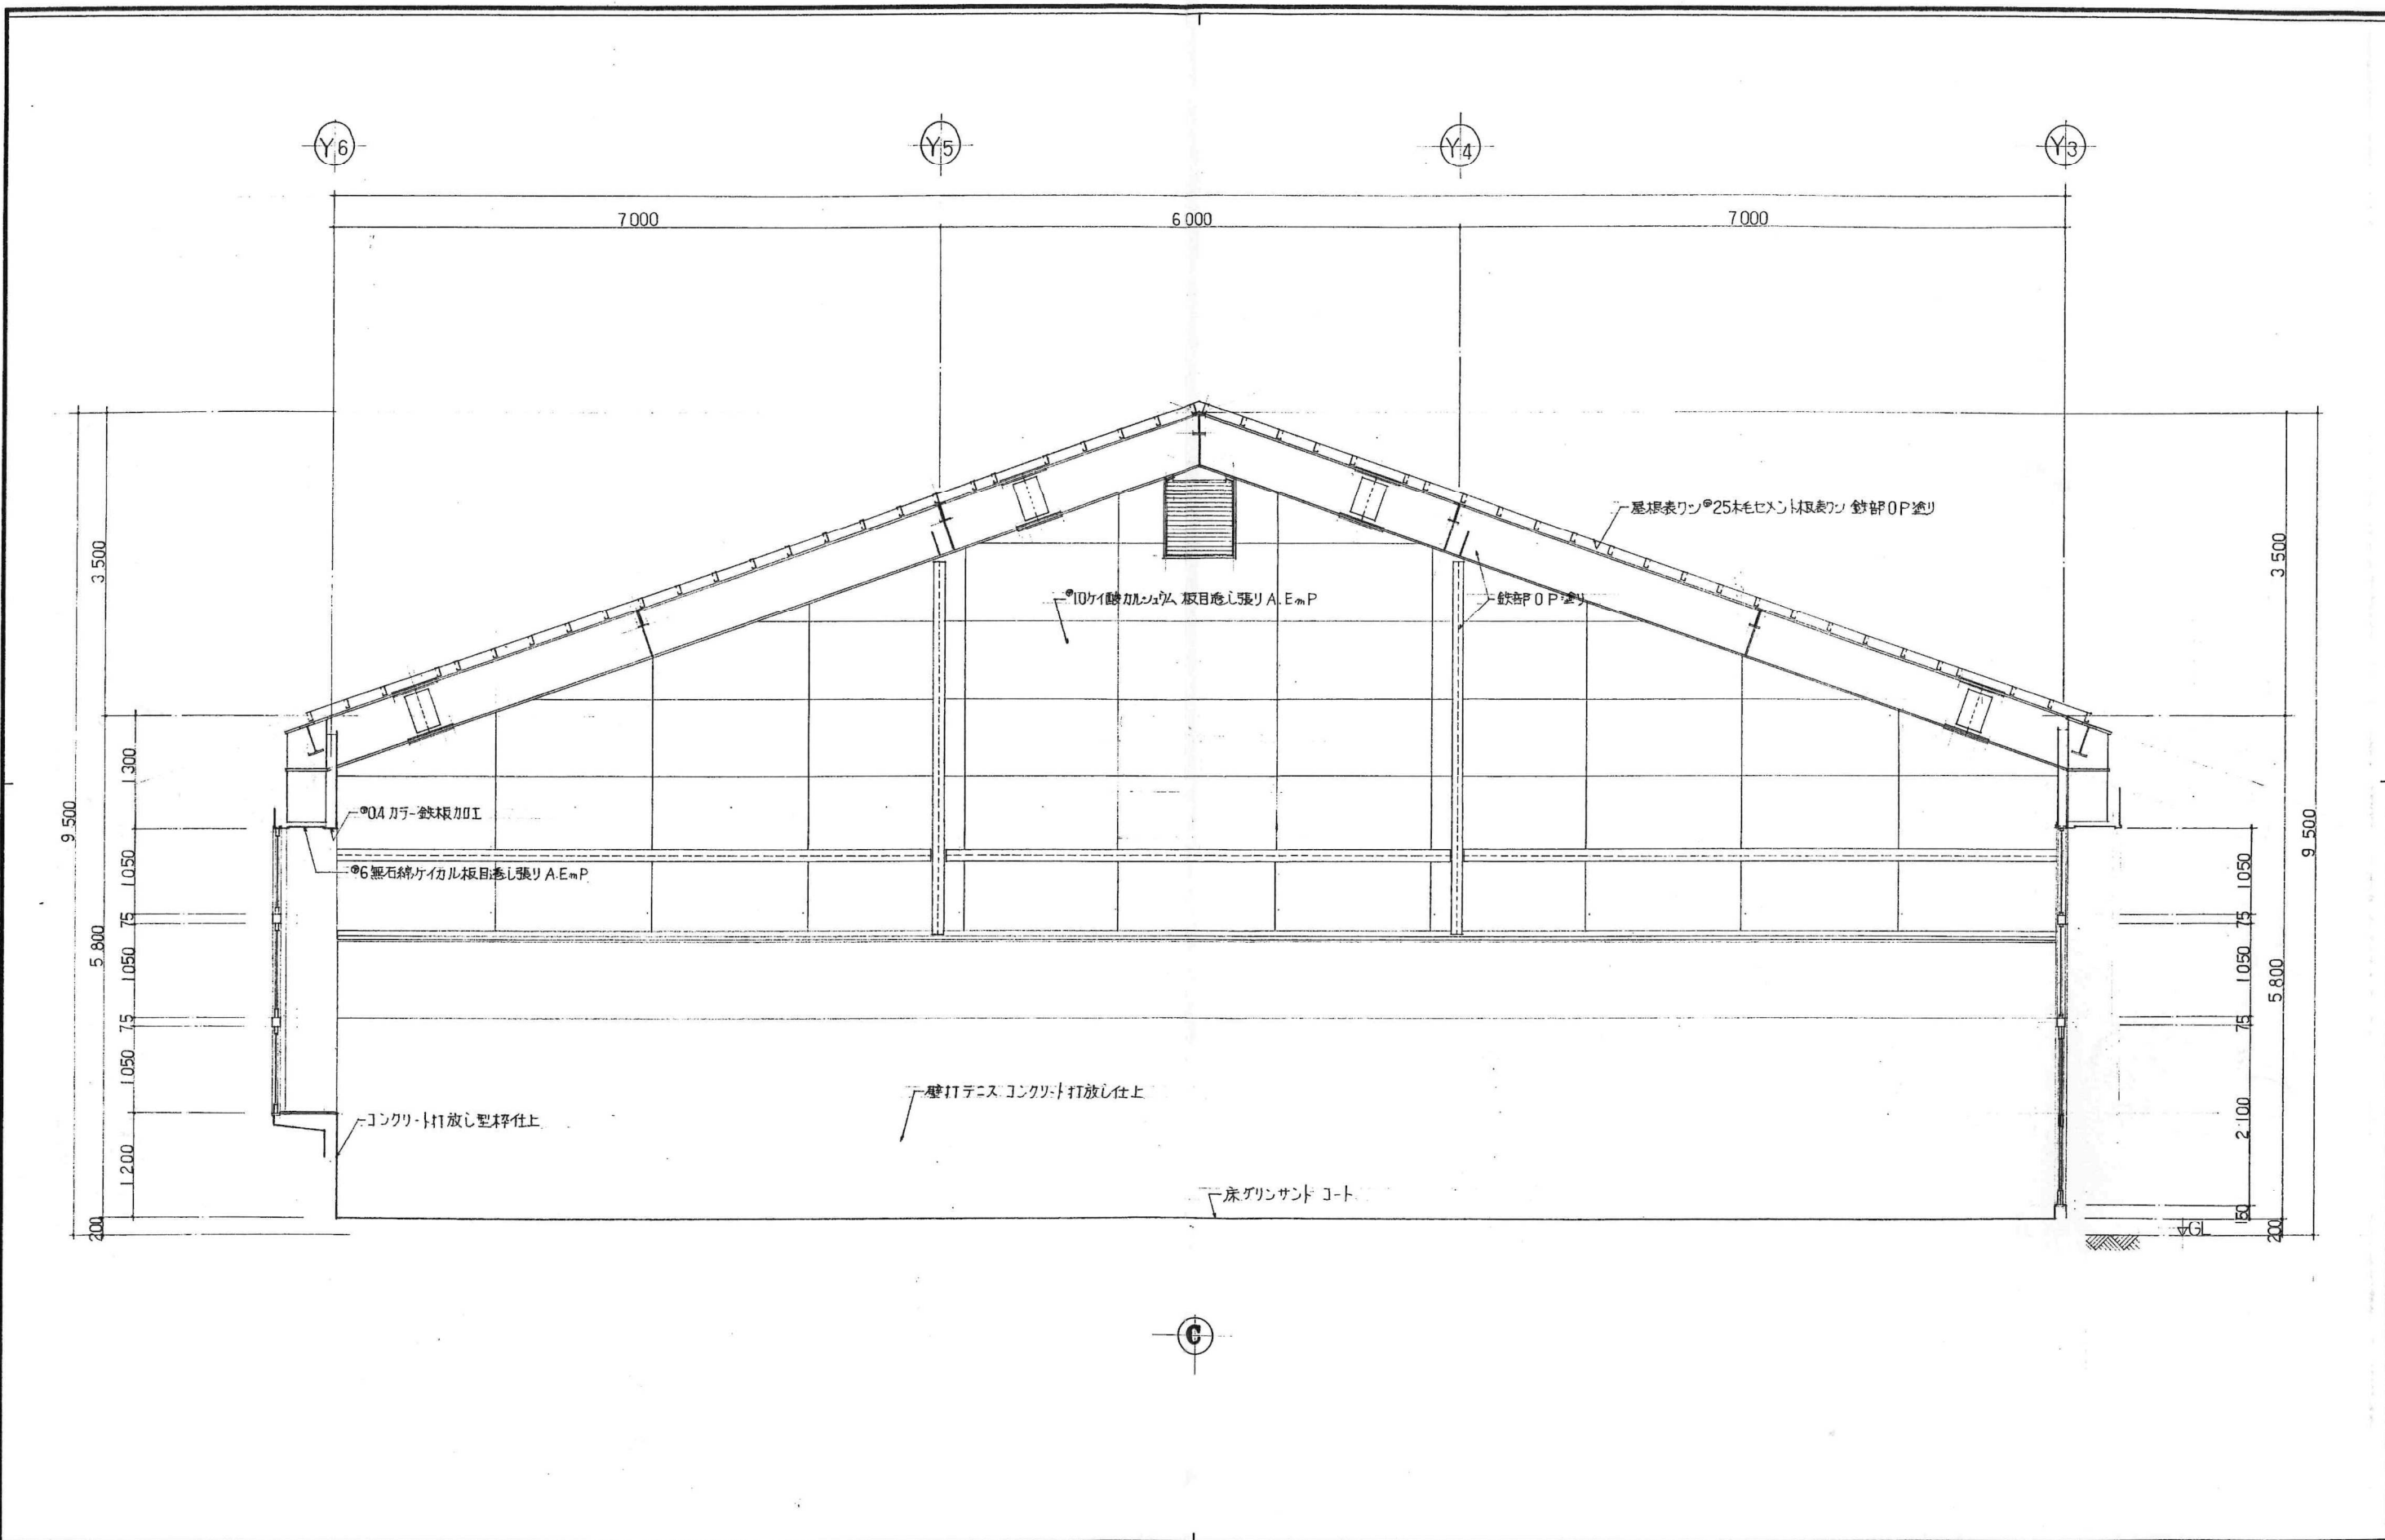 Y6
Y5
Y4
Y3
7000
6000
7000
3500
3500
屋根表ワシ⌀25木毛セメント板表ワシ 鉄部OP塗り
⌀10ケイ酸カルシュウム 板目透し張り A.EmP
鉄部OP塗り
1300
9500
⌀0.4 カラー鉄板加工
⌀6無石綿ケイカル板目透し張り A.EmP
1050
75
5800
1050
75
1050
1200
200
コンクリート打放し型枠仕上
壁打テニス コンクリート打放し仕上
床グリンサンド コート
1050
9500
75
1050
5800
75
2100
150
200
GL
C